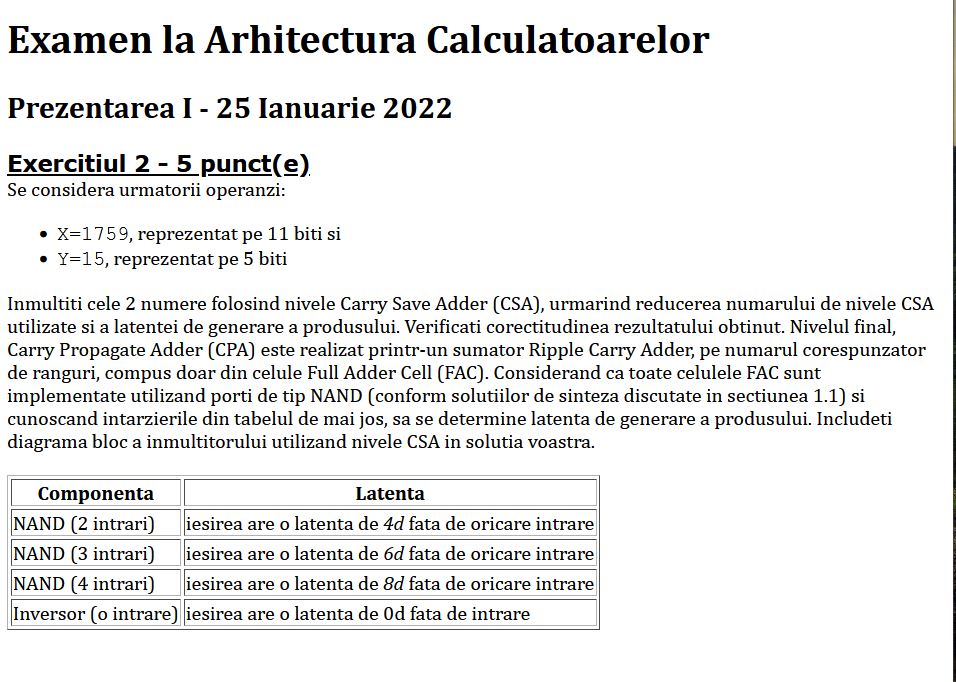 Examen la Arhitectura Calculatoarelor
Prezentarea I - 25 Ianuarie 2022
Exercitiul 2 – 5 punct(e)
Se considera urmatorii operanzi:
• X=1759, reprezentat pe 11 biti si
• Y=15, reprezentat pe 5 biti
Inmultiti cele 2 numere folosind nivele Carry Save Adder (CSA), urmarind reducerea numarului de nivele CSA
utilizate si a latentei de generare a produsului. Verificati corectitudinea rezultatului obtinut. Nivelul final,
Carry Propagate Adder (CPA) este realizat printr-un sumator Ripple Carry Adder, pe numarul corespunzator
de ranguri, compus doar din celule Full Adder Cell (FAC). Considerand ca toate celulele FAC sunt
implementate utilizand porti de tip NAND (conform solutiilor de sinteza discutate in sectiunea 1.1) si
cunoscand intarzierile din tabelul de mai jos, sa se determine latenta de generare a produsului. Includeti
diagrama bloc a inmultitorului utilizand nivele CSA in solutia voastra.
Componenta Latenta
NAND (2 intrari) iesirea are o latenta de 4d fata de oricare intrare
NAND (3 intrari) iesirea are o latenta de 6d fata de oricare intrare
NAND (4 intrari) iesirea are o latenta de 8d fata de oricare intrare
Inversor (o intrare) iesirea are o latenta de 0d fata de intrare